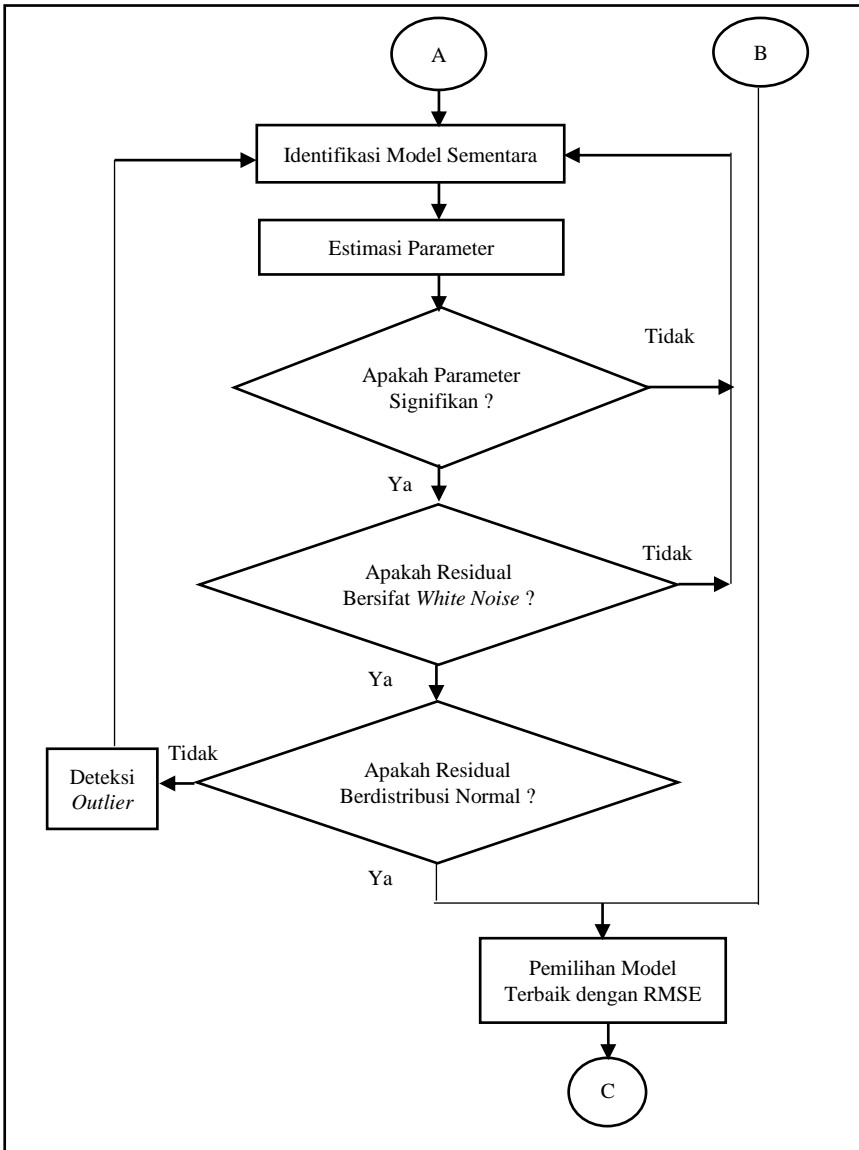 A
B
Identifikasi Model Sementara
Estimasi Parameter
Tidak
Apakah Parameter
Signifikan ?
Ya
Tidak
Apakah Residual
Bersifat White Noise ?
Ya
Tidak
Deteksi
Outlier
Apakah Residual
Berdistribusi Normal ?
Ya
Pemilihan Model
Terbaik dengan RMSE
C